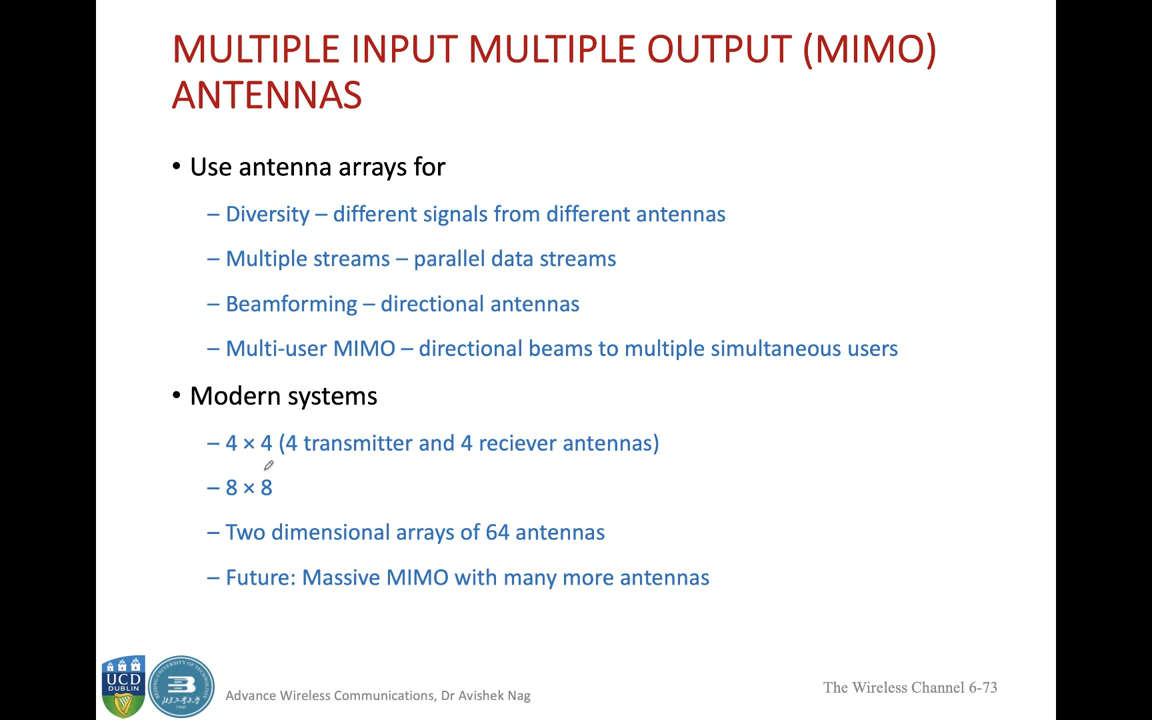 MULTIPLE INPUT MULTIPLE OUTPUT (MIMO)
ANTENNAS
• Use antenna arrays for
– Diversity – different signals from different antennas
– Multiple streams – parallel data streams
– Beamforming – directional antennas
– Multi-user MIMO – directional beams to multiple simultaneous users
• Modern systems
– 4 × 4 (4 transmitter and 4 reciever antennas)
– 8 × 8
– Two dimensional arrays of 64 antennas
– Future: Massive MIMO with many more antennas
UCD
DUBLIN
Advance Wireless Communications, Dr Avishek Nag
The Wireless Channel 6-73